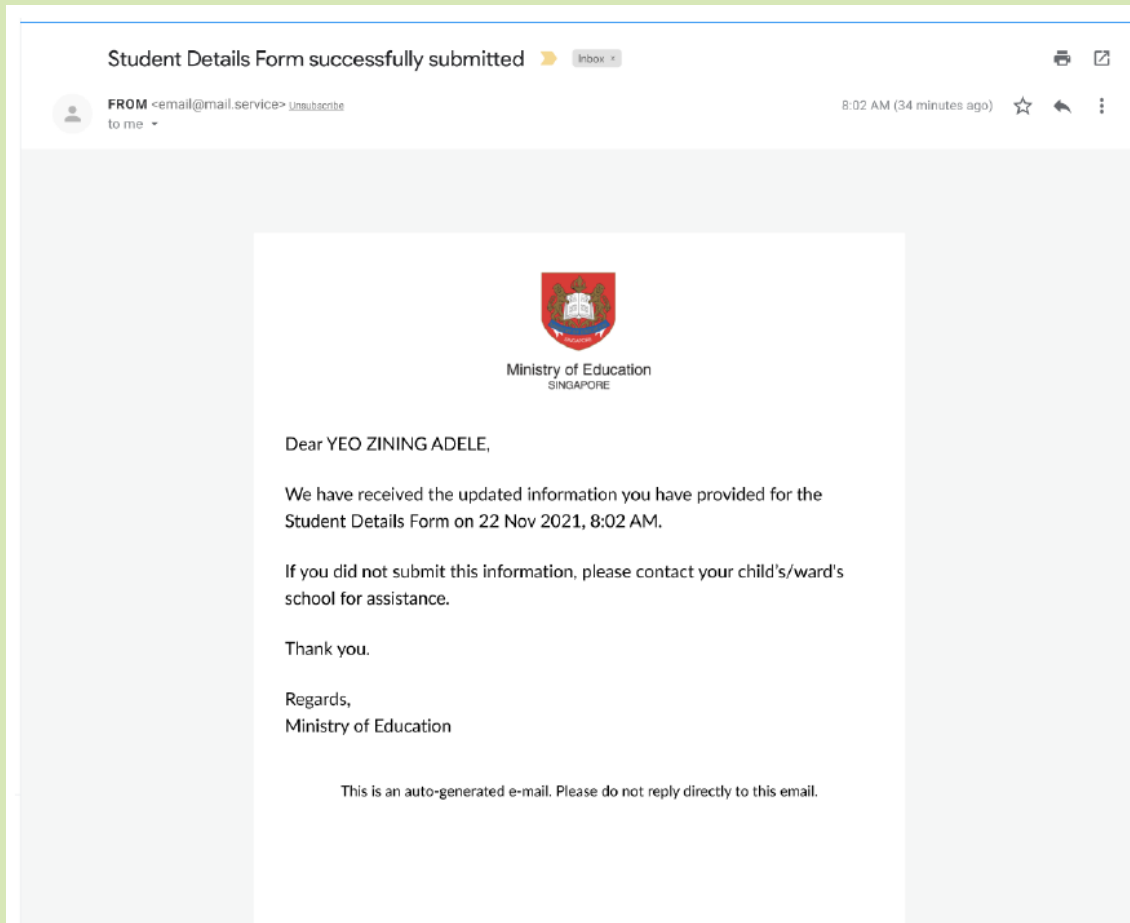 Student Details Form successfully submitted Inbox ×
FROM <email@mail.service> Unsubscribe
8:02 AM (34 minutes ago)
to me
SINGAPORE
Ministry of Education
SINGAPORE
Dear YEO ZINING ADELE,
We have received the updated information you have provided for the
Student Details Form on 22 Nov 2021, 8:02 AM.
If you did not submit this information, please contact your child's/ward's
school for assistance.
Thank you.
Regards,
Ministry of Education
This is an auto-generated e-mail. Please do not reply directly to this email.